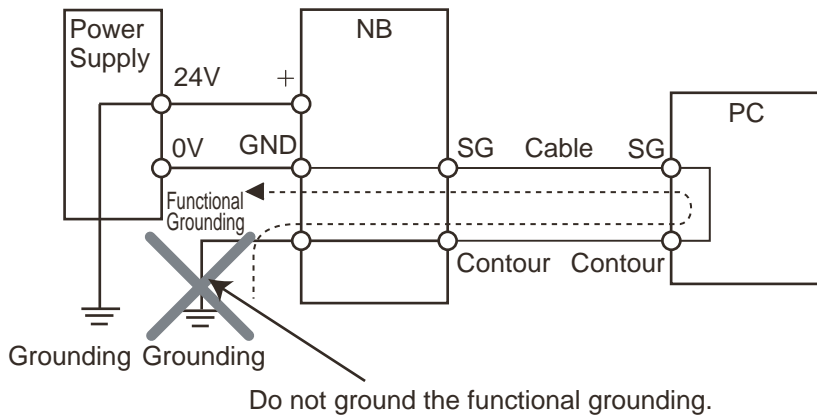 Power
Supply
NB
24V
+
PC
0V
GND
SG
Cable
SG
Functional
Grounding
Contour
Contour
Grounding
Grounding
Do not ground the functional grounding.